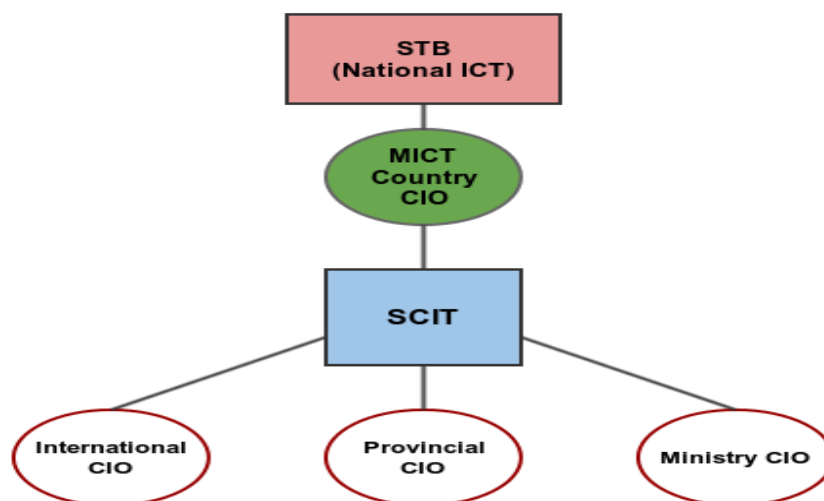 STB
(National ICT)
MICT
Country
CIO
SCIT
International
CIO
Provincial
CIO
Ministry CIO